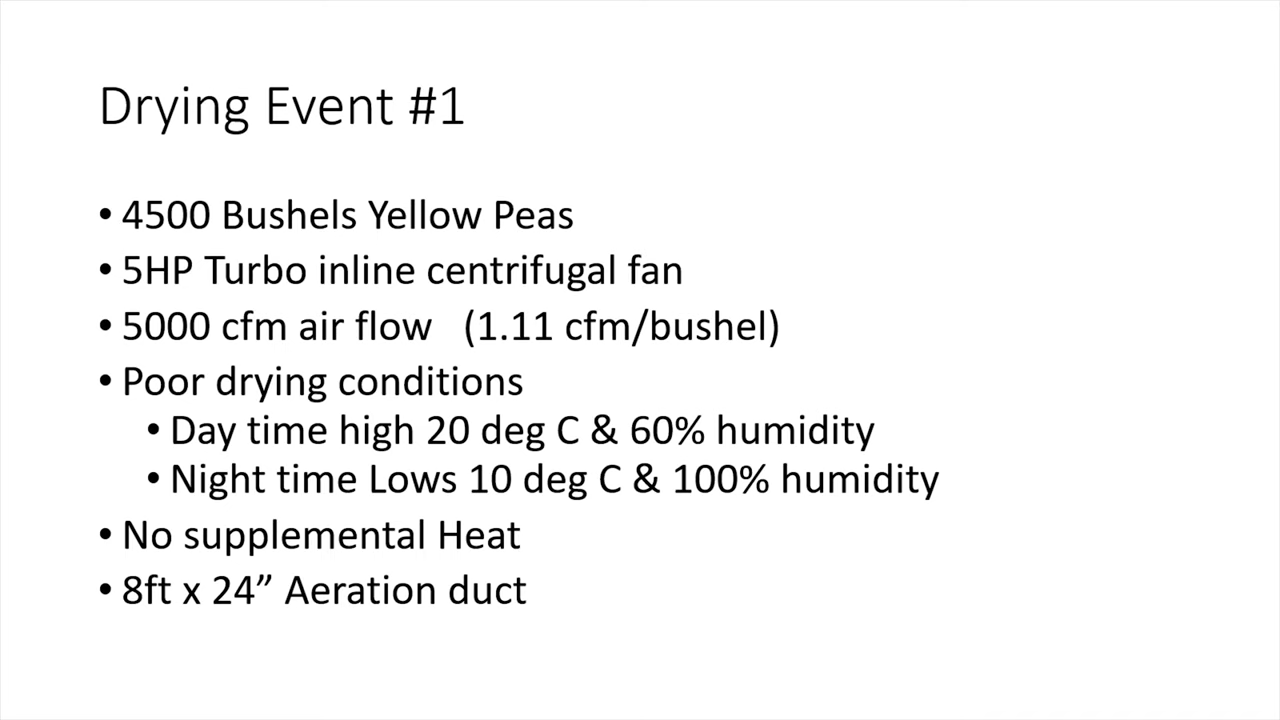 Drying Event #1
• 4500 Bushels Yellow Peas
• 5HP Turbo inline centrifugal fan
• 5000 cfm air flow (1.11 cfm/bushel)
• Poor drying conditions
• Day time high 20 deg C & 60% humidity
• Night time Lows 10 deg C & 100% humidity
• No supplemental Heat
• 8ft x 24” Aeration duct